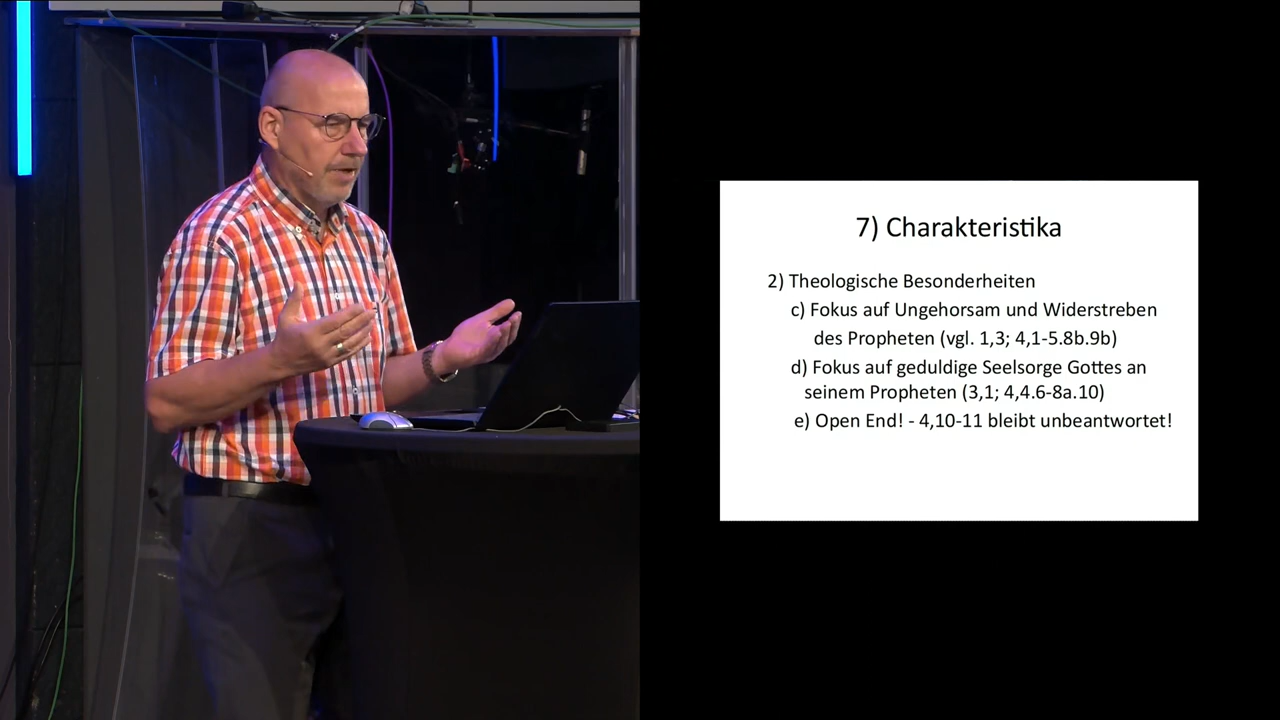 7) Charakteristika
2) Theologische Besonderheiten
c) Fokus auf Ungehorsam und Widerstreben
des Propheten (vgl. 1,3; 4,1-5.8b.9b)
d) Fokus auf geduldige Seelsorge Gottes an
seinem Propheten (3,1; 4,4.6-8a.10)
e) Open End! - 4,10-11 bleibt unbeantwortet!